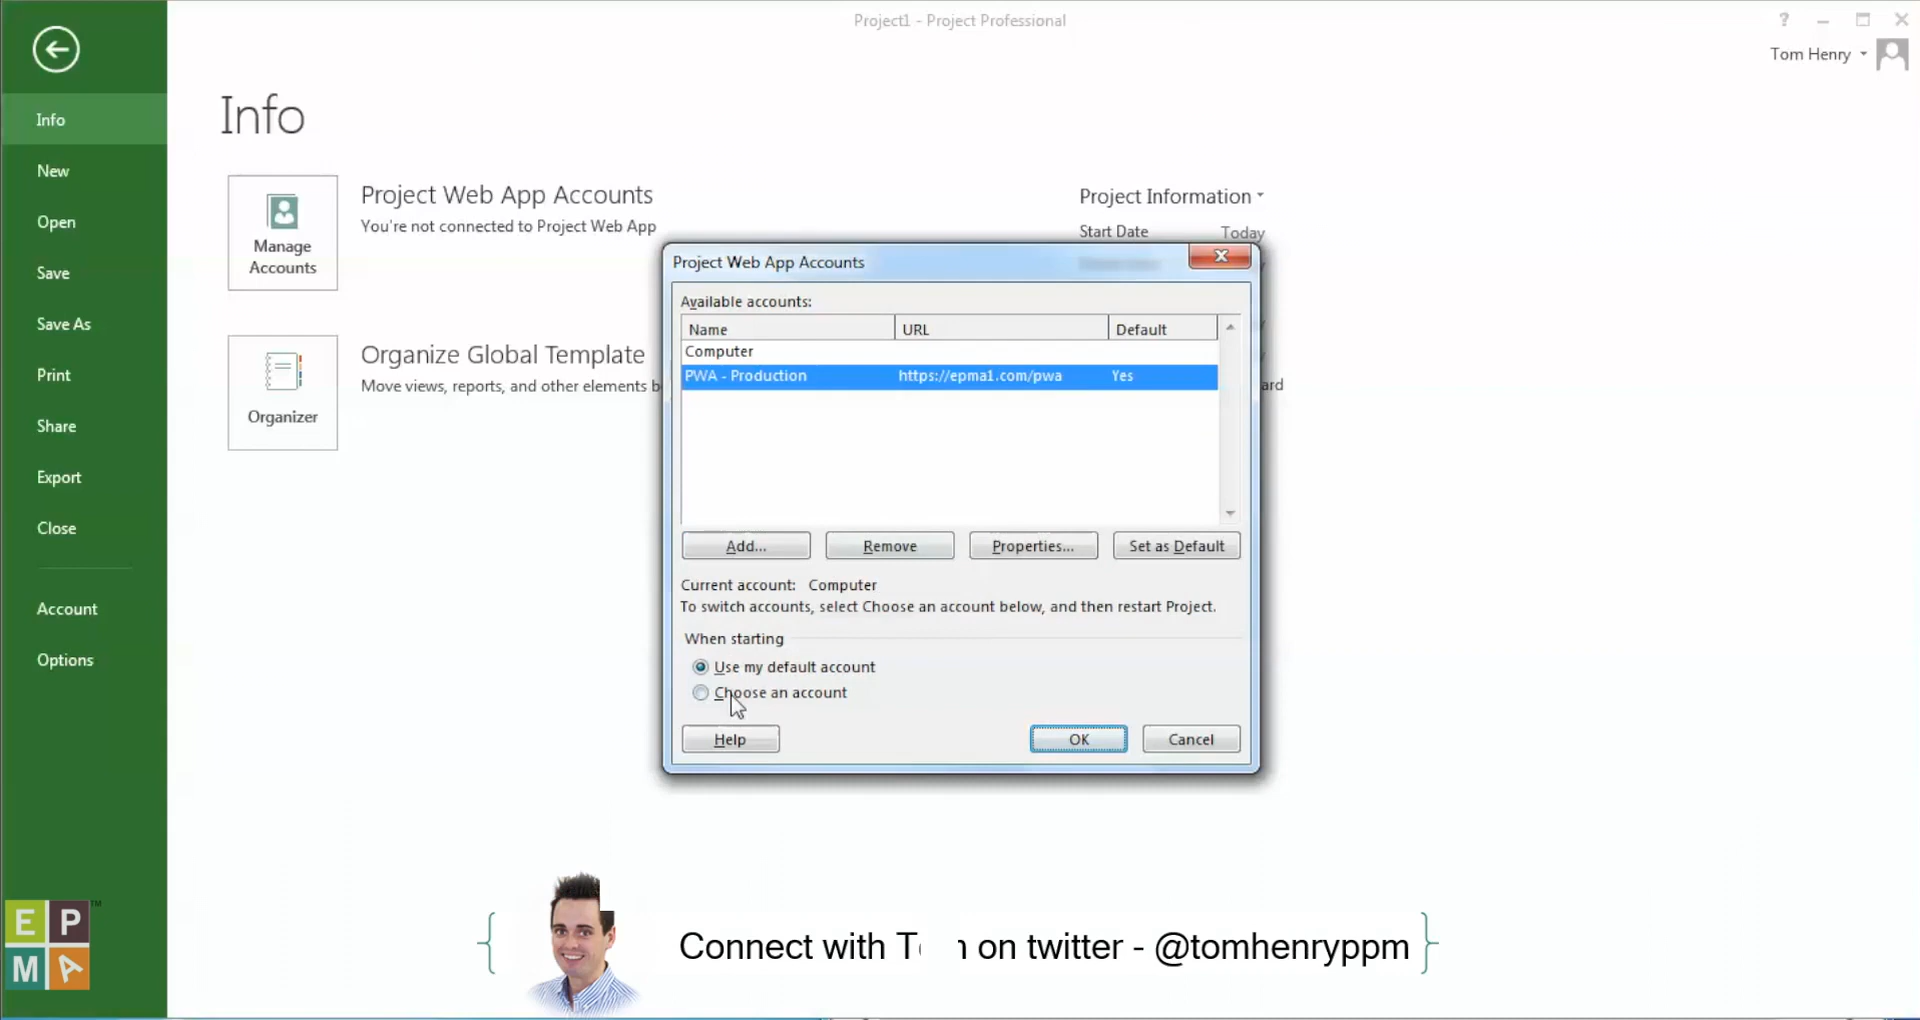 Project1 - Project Professional
?
Tom Henry
Info
New
Open
Save
Save As
Print
Share
Export
Close
Account
Options
Info
Manage
Accounts
Project Web App Accounts
You're not connected to Project Web App
Organizer
Organize Global Template
Move views, reports, and other elements b
Project Information
Start Date Today
ard
Project Web App Accounts
Available accounts:
Name URL Default
Computer
PWA - Production https://epma1.com/pwa Yes
Add... Remove Properties... Set as Default
Current account: Computer
To switch accounts, select Choose an account below, and then restart Project.
When starting
Use my default account
Choose an account
Help OK Cancel
EP TM
MA
Connect with on twitter - @tomhenryppm